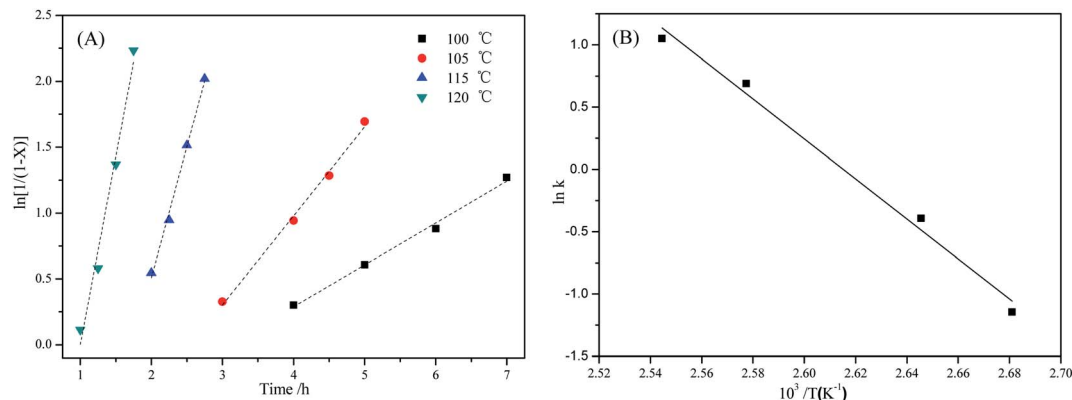 (A)
100 ℃
105 ℃
115 ℃
120 ℃
ln[1/(1-X)]
2.5
2.0
1.5
1.0
0.5
0.0
1 2 3 4 5 6 7
Time /h
(B)
ln k
1.0
0.5
0.0
-0.5
-1.0
-1.5
2.52 2.54 2.56 2.58 2.60 2.62 2.64 2.66 2.68 2.70
10³ /T(K⁻¹)